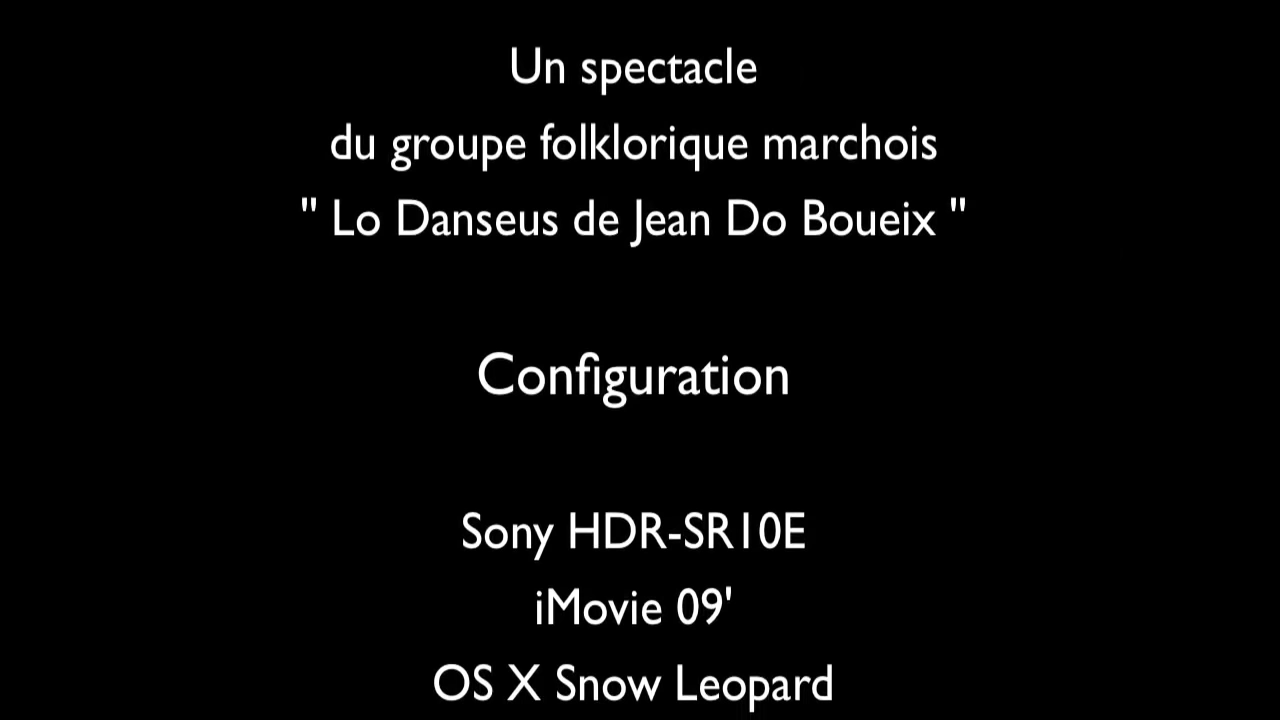 Un spectacle
du groupe folklorique marchois
" Lo Danseus de Jean Do Boueix "
Configuration
Sony HDR-SR10E
iMovie 09'
OS X Snow Leopard